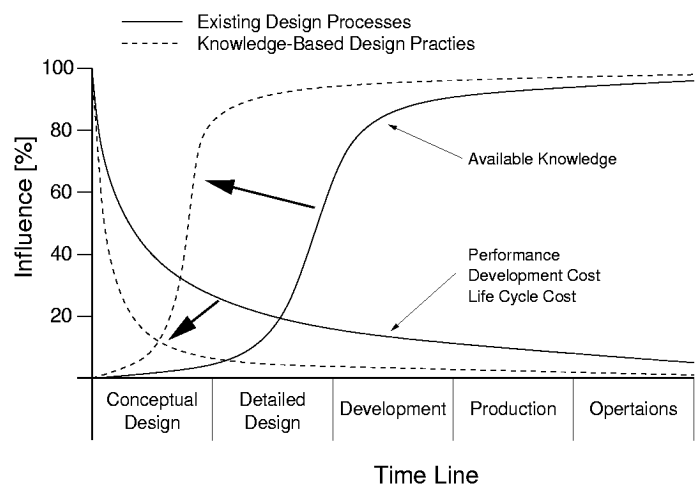 Existing Design Processes
Knowledge-Based Design Practies
100
80
60
40
20
Influence [%]
Available Knowledge
Performance
Development Cost
Life Cycle Cost
Conceptual
Design
Detailed
Design
Development
Production
Opertaions
Time Line